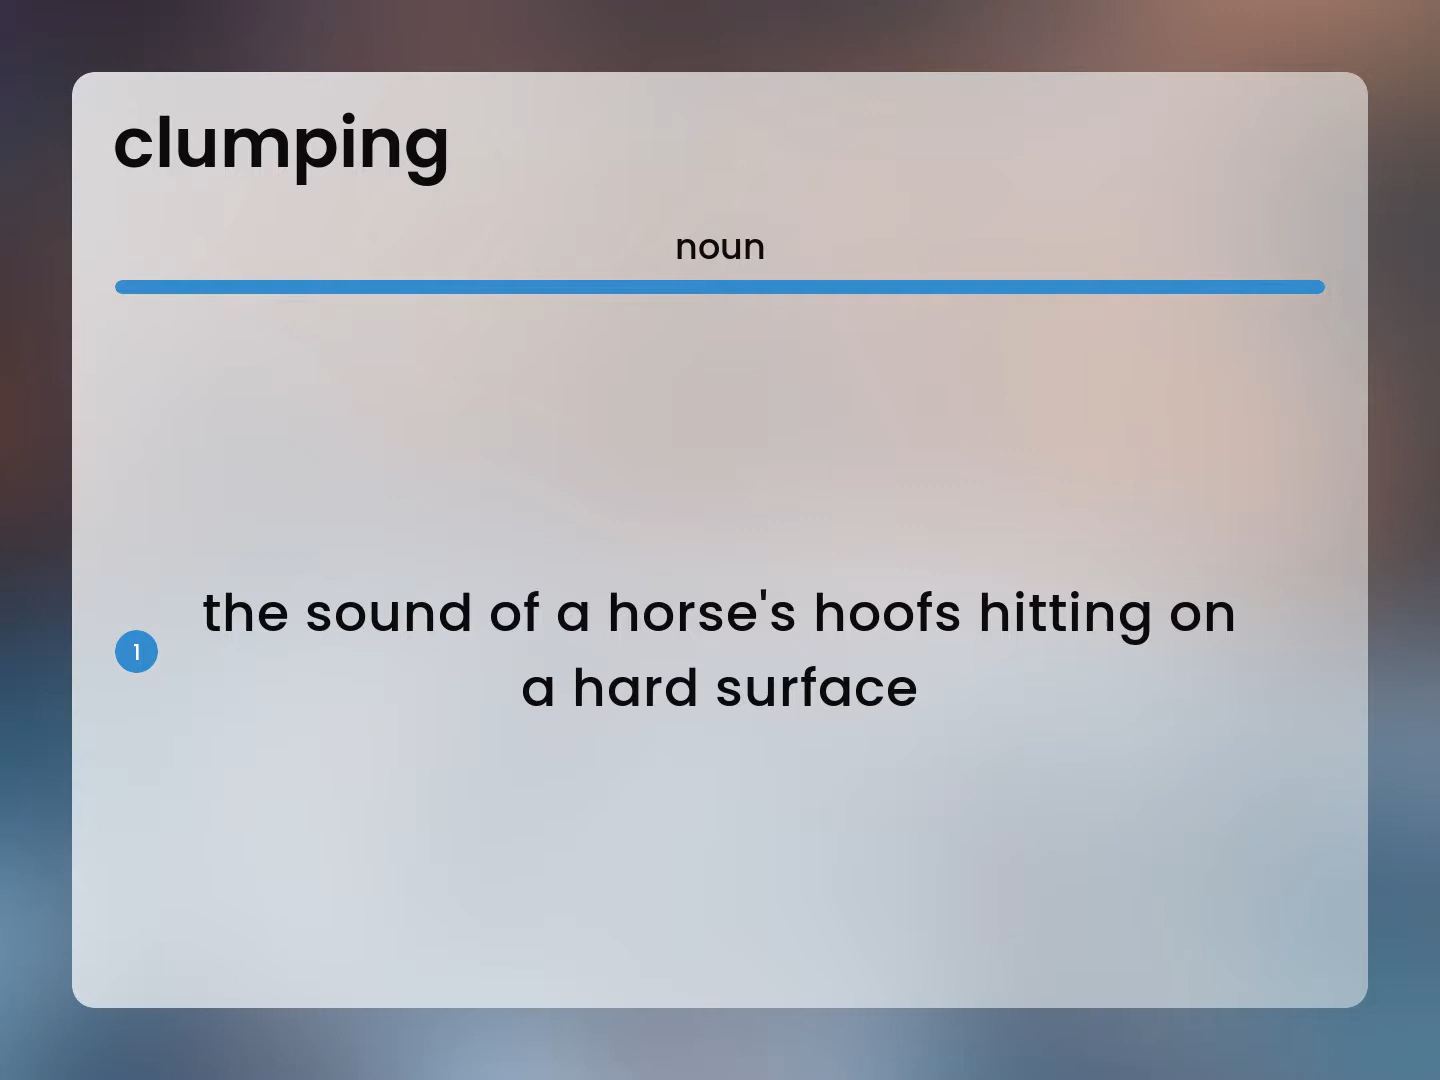 clumping
noun
1
the sound of a horse's hoofs hitting on
a hard surface